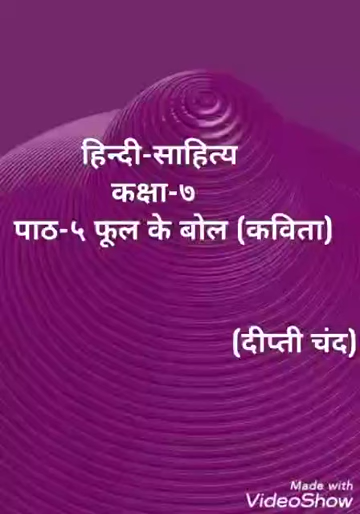 हिन्दी-साहित्य
कक्षा-७
पाठ-५ फूल के बोल (कविता)
(दीप्ती चंद)
Made with
VideoShow